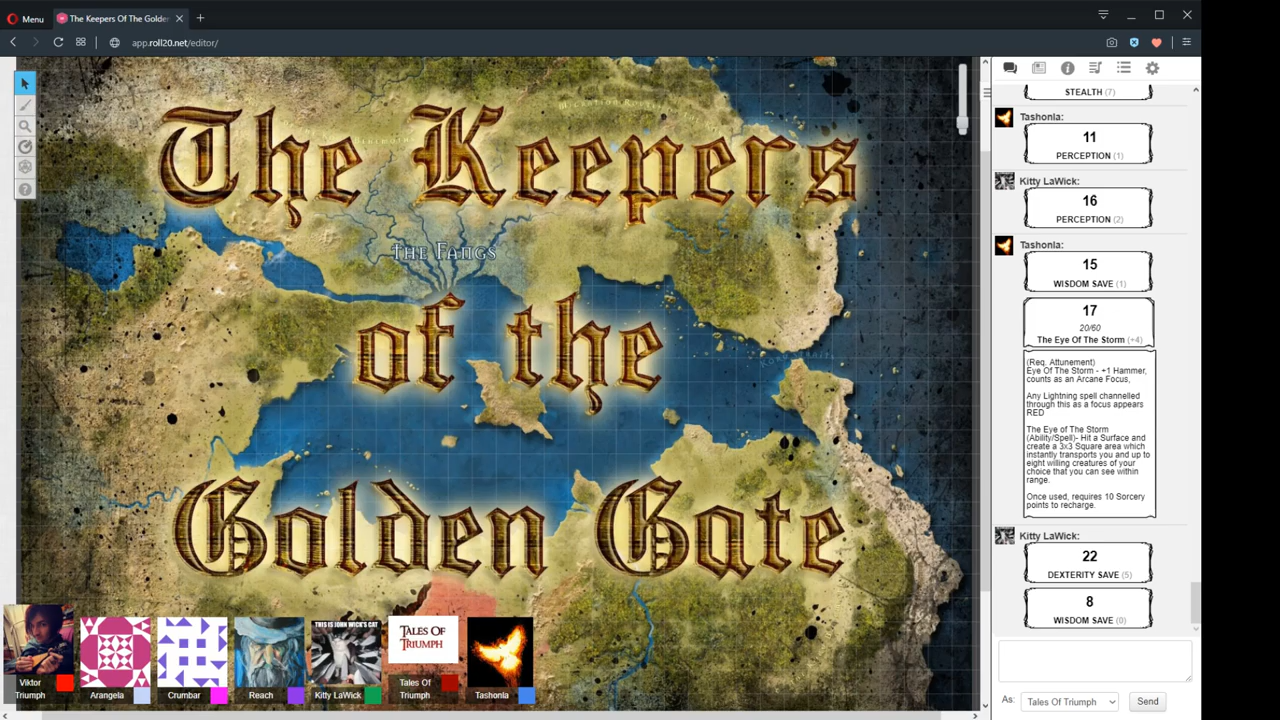 Menu
The Keepers Of The Golder
app.roll20.net/editor/
The Keepers
The Fangs
of the
Golden Gate
Viktor
Triumph
Arangela
Crumbar
Reach
THIS IS JOHN WICK'S CAT
Kitty LaWick
TALES OF
TRIUMPH
Tales Of
Triumph
Tashonla
STEALTH (7)
Tashonla:
11
PERCEPTION (1)
Kitty LaWick:
16
PERCEPTION (2)
Tashonla:
15
WISDOM SAVE (1)
17
20/60
The Eye Of The Storm (+4)
(Req. Attunement)
Eye Of The Storm - +1 Hammer,
counts as an Arcane Focus,
Any Lightning spell channelled
through this as a focus appears
RED
The Eye of The Storm
(Ability/Spell)- Hit a Surface and
create a 3x3 Square area which
instantly transports you and up to
eight willing creatures of your
choice that you can see within
range.
Once used, requires 10 Sorcery
points to recharge.
Kitty LaWick:
22
DEXTERITY SAVE (5)
8
WISDOM SAVE (0)
As:
Tales Of Triumph
Send